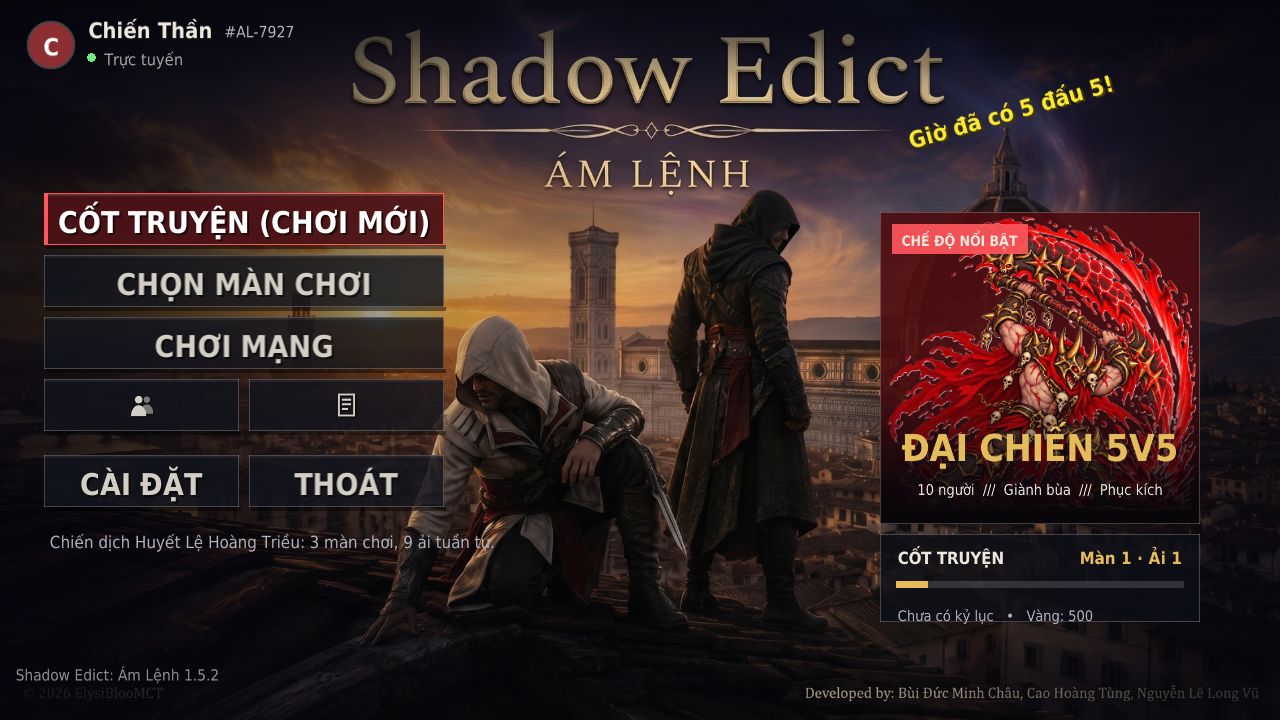 C
Chiến Thần #AL-7927
Trực tuyến
Shadow Edict
Giờ đã có 5 đấu 5!
ÁM LỆNH
CỐT TRUYỆN (CHƠI MỚI)
CHỌN MÀN CHƠI
CHƠI MẠNG
CÀI ĐẶT
THOÁT
Chiến dịch Huyết Lệ Hoàng Triều: 3 màn chơi, 9 ải tuần tự.
CHẾ ĐỘ NỔI BẬT
ĐẠI CHIẾN 5V5
10 người /// Giành bùa /// Phục kích
CỐT TRUYỆN Màn 1 · Ải 1
Chưa có kỷ lục • Vàng: 500
Shadow Edict: Ám Lệnh 1.5.2
© 2026 ElysiBlooMCT
Developed by: Bùi Đức Minh Châu, Cao Hoàng Tùng, Nguyễn Lê Long Vũ